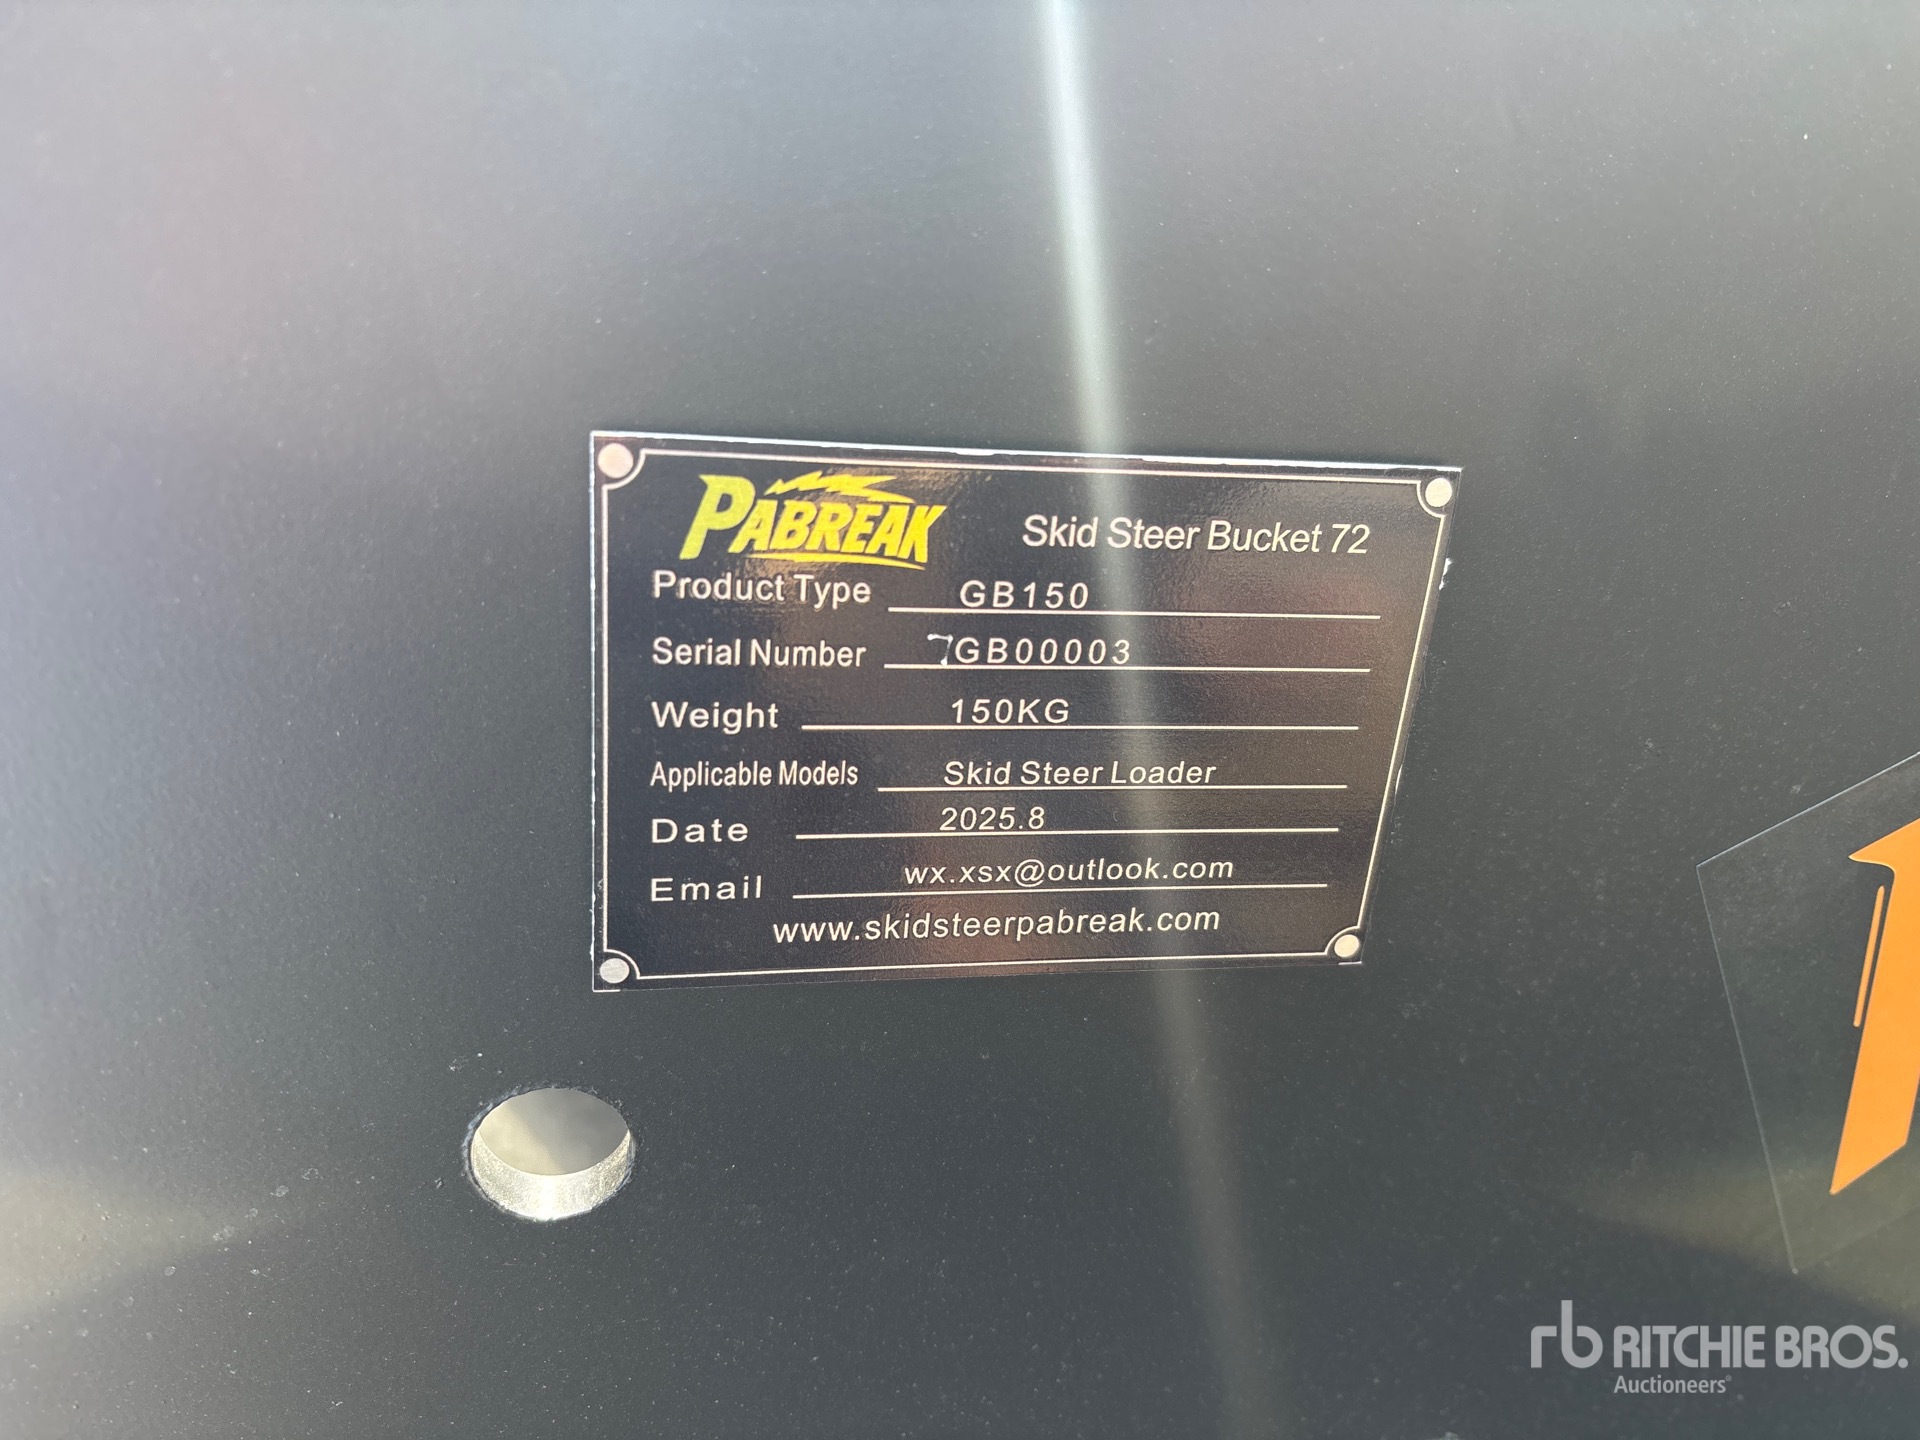 PABREAK Skid Steer Bucket 72
Product Type GB150
Serial Number 7GB00003
Weight 150KG
Applicable Models Skid Steer Loader
Date 2025.8
Email wx.xsx@outlook.com
www.skidsteerpabreak.com
rb RITCHIE BROS.
Auctioneers